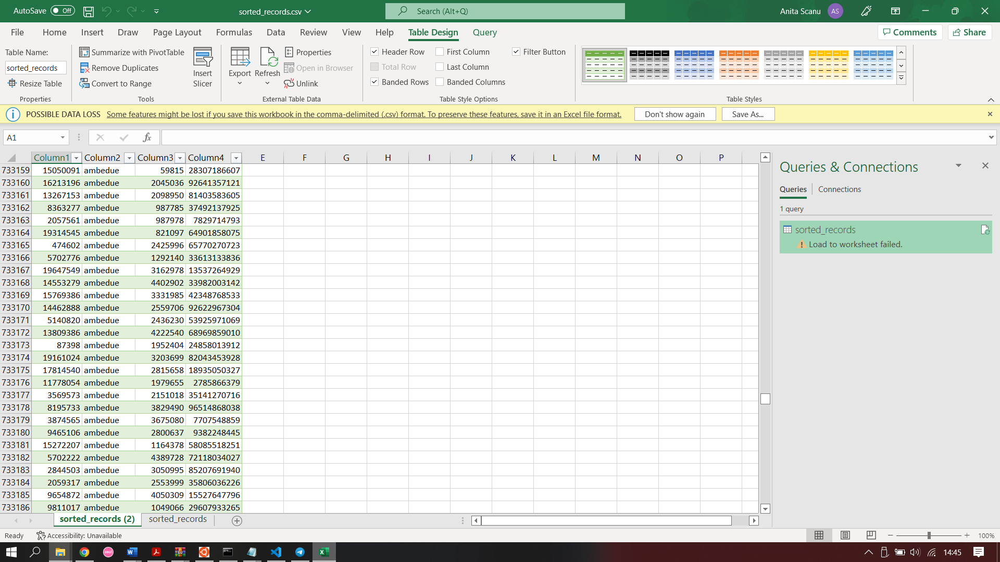 AutoSave Off sorted_records.csv Search (Alt+Q) Anita Scanu AS
File Home Insert Draw Page Layout Formulas Data Review View Help Table Design Query Comments Share
Table Name:
sorted_records
Resize Table
Properties
Summarize with PivotTable
Remove Duplicates
Convert to Range
Tools
Insert
Slicer
Export
Refresh
Properties
Open in Browser
Unlink
External Table Data
Header Row First Column Filter Button
Total Row Last Column
Banded Rows Banded Columns
Table Style Options
Table Styles
POSSIBLE DATA LOSS Some features might be lost if you save this workbook in the comma-delimited (.csv) format. To preserve these features, save it in an Excel file format. Don't show again Save As...
A1 fx
Column1 Column2 Column3 Column4 E F G H I J K L M N O P
733159 15050091 ambedue 59815 28307186607
733160 16213196 ambedue 2045036 92641357121
733161 13267153 ambedue 2098950 81403583605
733162 8363277 ambedue 987785 37492137925
733163 2057561 ambedue 987978 7829714793
733164 19314545 ambedue 821097 64901858075
733165 474602 ambedue 2425996 65770270723
733166 5702776 ambedue 1292140 33613133836
733167 19647549 ambedue 3162978 13537264929
733168 14553279 ambedue 4402902 33982003142
733169 15769386 ambedue 3331985 42348768533
733170 14462888 ambedue 2559706 92622967304
733171 5140820 ambedue 2436230 53925971069
733172 13809386 ambedue 4222540 68969859010
733173 87398 ambedue 1952404 24858013912
733174 19161024 ambedue 3203699 82043453928
733175 17814540 ambedue 2815658 18935050327
733176 11778054 ambedue 1979655 2785866379
733177 3569573 ambedue 2151018 35141270716
733178 8195733 ambedue 3829490 96514868038
733179 3874565 ambedue 3675080 7707548859
733180 9465106 ambedue 2800637 9382248445
733181 15272207 ambedue 1164378 58085518251
733182 5702222 ambedue 4389728 72118034027
733183 2844503 ambedue 3050995 85207691940
733184 2059317 ambedue 2553999 35806036226
733185 9654872 ambedue 4050309 15527647796
733186 9811017 ambedue 1049066 29607933265
Queries & Connections
Queries Connections
1 query
sorted_records
Load to worksheet failed.
sorted_records (2) sorted_records
Ready Accessibility: Unavailable 100%
osu! 14:45